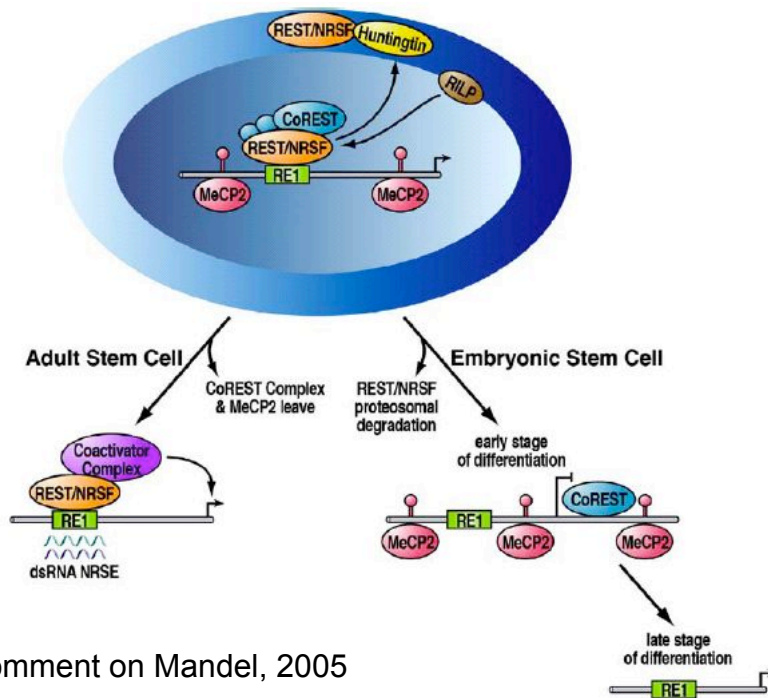 REST/NRSF
Huntingtin
RILP
CoREST
REST/NRSF
RE1
MeCP2
MeCP2
Adult Stem Cell
CoREST Complex
& MeCP2 leave
REST/NRSF
proteosomal
degradation
Embryonic Stem Cell
early stage
of differentiation
Coactivator
Complex
REST/NRSF
RE1
dsRNA NRSE
CoREST
RE1
MeCP2
MeCP2
MeCP2
late stage
of differentiation
RE1
omment on Mandel, 2005